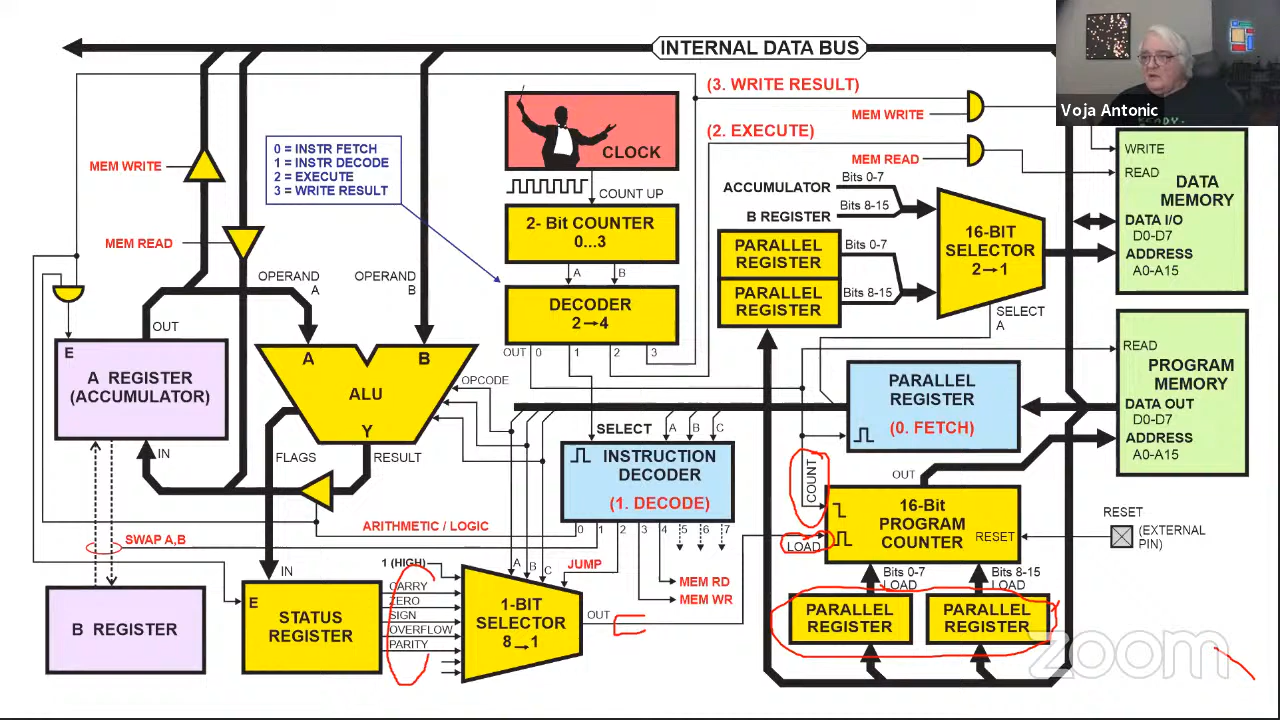 INTERNAL DATA BUS
Voja Antonic
(3. WRITE RESULT)
MEM WRITE
(2. EXECUTE)
MEM READ
CLOCK
COUNT UP
0 = INSTR FETCH
1 = INSTR DECODE
2 = EXECUTE
3 = WRITE RESULT
MEM WRITE
MEM READ
2- Bit COUNTER
0...3
A
B
DECODER
2→4
OUT
0
1
2
3
ACCUMULATOR
Bits 0-7
B REGISTER
Bits 8-15
PARALLEL
REGISTER
Bits 0-7
PARALLEL
REGISTER
Bits 8-15
16-BIT
SELECTOR
2→1
SELECT
A
WRITE
READ
DATA
MEMORY
DATA I/O
D0-D7
ADDRESS
A0-A15
READ
PROGRAM
MEMORY
DATA OUT
D0-D7
ADDRESS
A0-A15
OPERAND
A
OPERAND
B
OUT
E
A REGISTER
(ACCUMULATOR)
IN
A
B
ALU
Y
OPCODE
FLAGS
RESULT
PARALLEL
REGISTER
(0. FETCH)
SELECT
A
B
C
INSTRUCTION
DECODER
(1. DECODE)
0
1
2
3
4
5
6
7
OUT
COUNT
LOAD
16-Bit
PROGRAM
COUNTER
RESET
RESET
(EXTERNAL
PIN)
ARITHMETIC / LOGIC
SWAP A,B
JUMP
MEM RD
MEM WR
Bits 0-7
LOAD
Bits 8-15
LOAD
PARALLEL
REGISTER
PARALLEL
REGISTER
B REGISTER
IN
E
STATUS
REGISTER
1 (HIGH)
CARRY
ZERO
SIGN
OVERFLOW
PARITY
A
B
C
1-BIT
SELECTOR
8→1
OUT
zoom